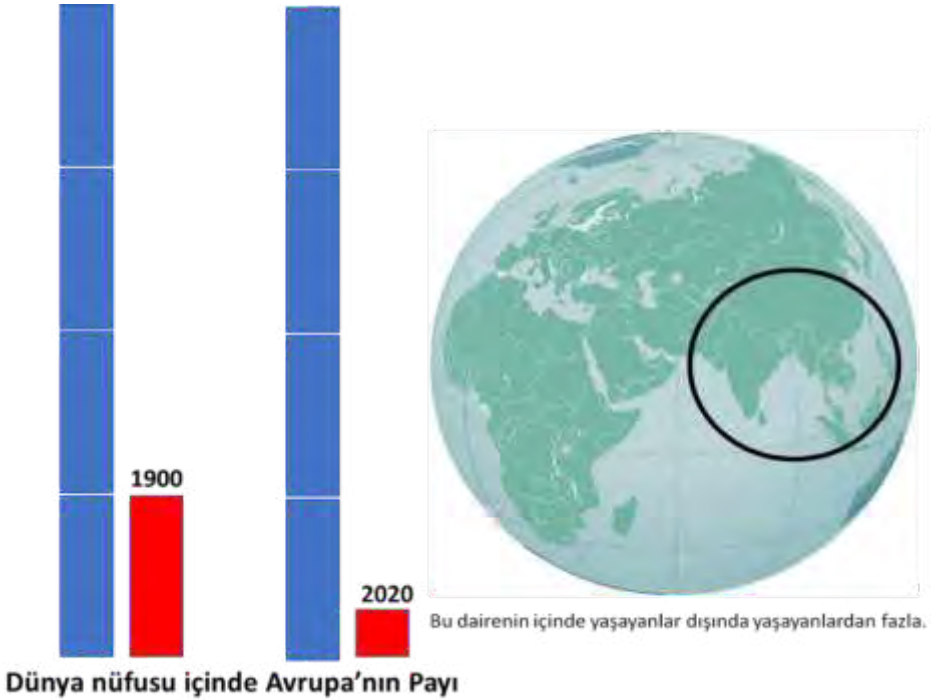 1900
2020
Bu dairenin içinde yaşayanlar dışında yaşayanlardan fazla.
Dünya nüfusu içinde Avrupa'nın Payı